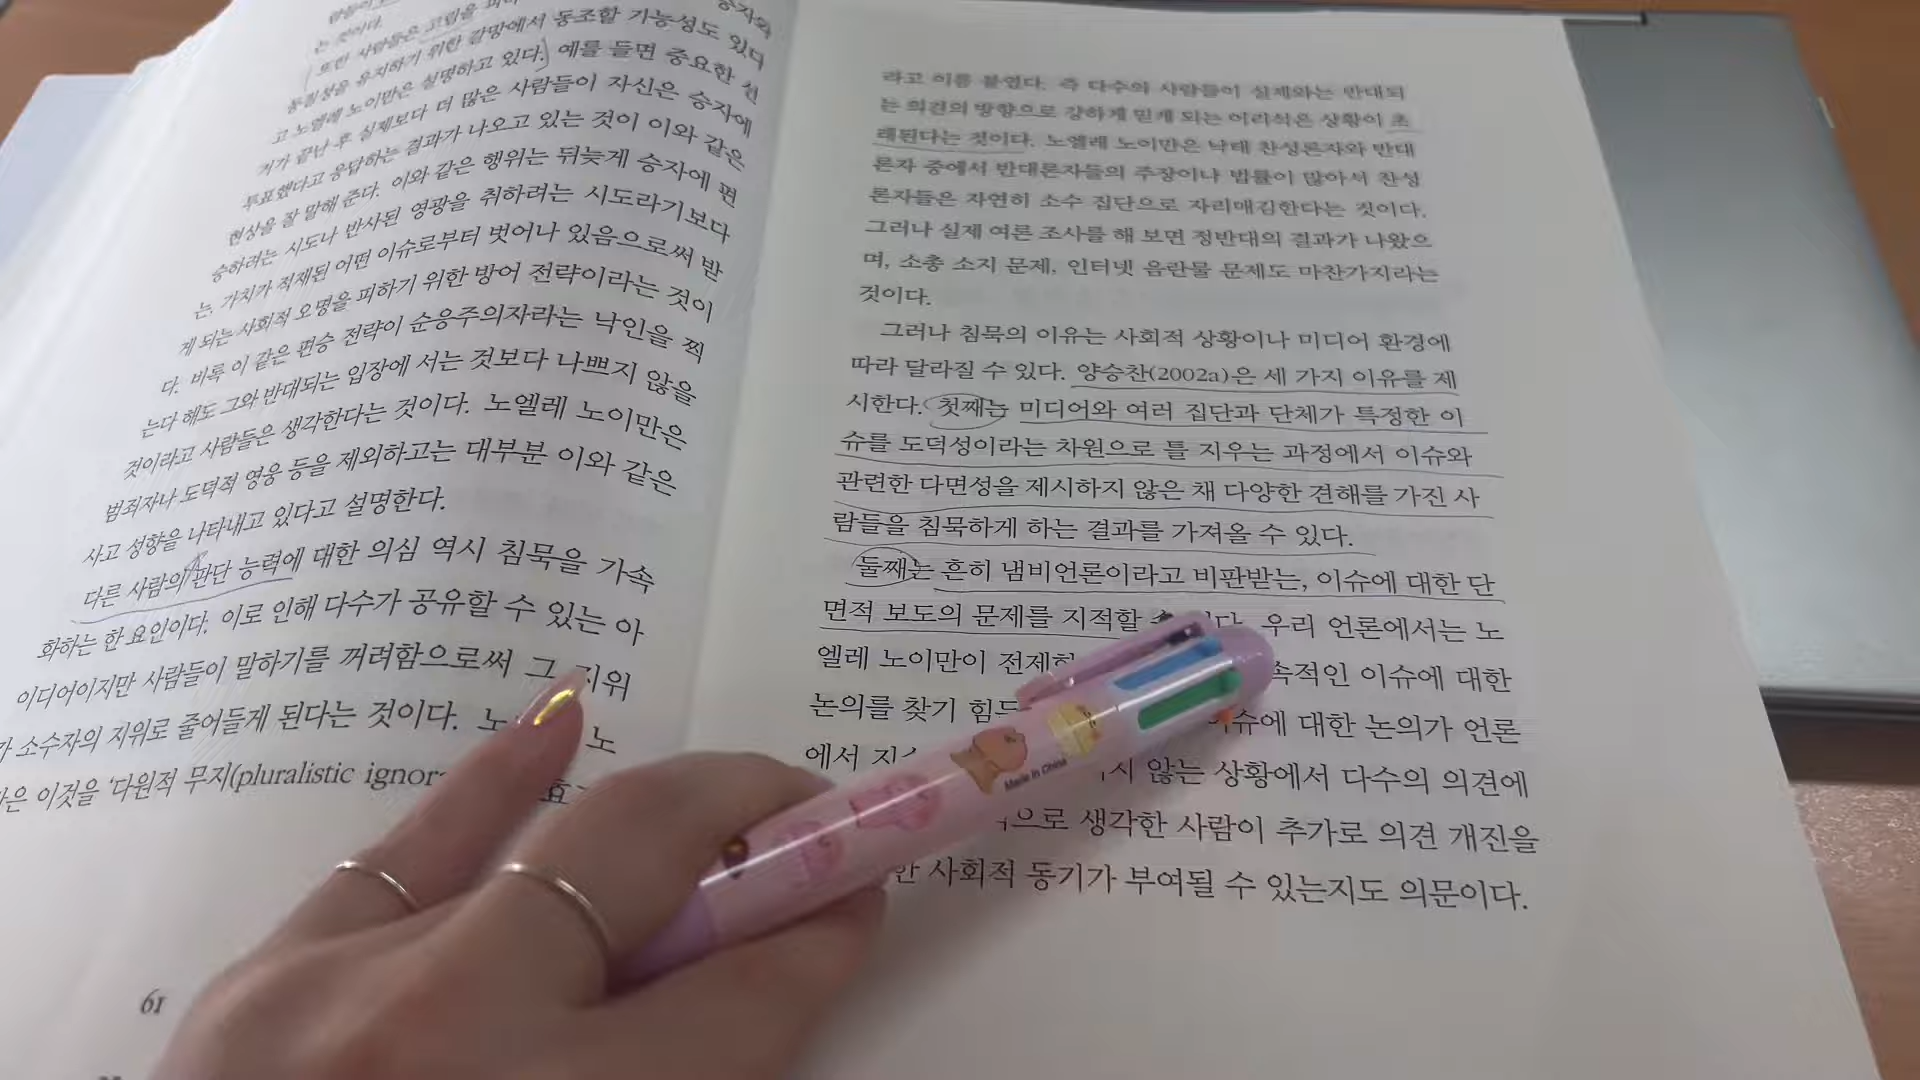 는 것이다.
또한 사람들은 고립을 피하
동질성을 유지하기 위한 갈망에서 동조할 가능성도 있다
고 노엘레 노이만은 설명하고 있다.) 예를 들면 중요한 선
거가 끝난 후 실제보다 더 많은 사람들이 자신은 승자에
투표했다고 응답하는 결과가 나오고 있는 것이 이와 같은
현상을 잘 말해 준다. 이와 같은 행위는 뒤늦게 승자에 편
승하려는 시도나 반사된 영광을 취하려는 시도라기보다
는, 가치가 적재된 어떤 이슈로부터 벗어나 있음으로써 받
게 되는 사회적 오명을 피하기 위한 방어 전략이라는 것이
다. 비록 이 같은 편승 전략이 순응주의자라는 낙인을 찍
는다 해도 그와 반대되는 입장에 서는 것보다 나쁘지 않을
것이라고 사람들은 생각한다는 것이다. 노엘레 노이만은
범죄자나 도덕적 영웅 등을 제외하고는 대부분 이와 같은
사고 성향을 나타내고 있다고 설명한다.
다른 사람의 판단 능력에 대한 의심 역시 침묵을 가속
화하는 한 요인이다. 이로 인해 다수가 공유할 수 있는 아
이디어이지만 사람들이 말하기를 꺼려함으로써 그 지위
가 소수자의 지위로 줄어들게 된다는 것이다. 노 노
은 이것을 '다원적 무지(pluralistic ignor
61
라고 이름 붙였다. 즉 다수의 사람들이 실제와는 반대되
는 의견의 방향으로 강하게 믿게 되는 어리석은 상황이 초
래된다는 것이다. 노엘레 노이만은 낙태 찬성론자와 반대
론자 중에서 반대론자들의 주장이나 법률이 많아서 찬성
론자들은 자연히 소수 집단으로 자리매김한다는 것이다.
그러나 실제 여론 조사를 해 보면 정반대의 결과가 나왔으
며, 소총 소지 문제, 인터넷 음란물 문제도 마찬가지라는
것이다.
그러나 침묵의 이유는 사회적 상황이나 미디어 환경에
따라 달라질 수 있다. 양승찬(2002a)은 세 가지 이유를 제
시한다. 첫째는 미디어와 여러 집단과 단체가 특정한 이
슈를 도덕성이라는 차원으로 틀 지우는 과정에서 이슈와
관련한 다면성을 제시하지 않은 채 다양한 견해를 가진 사
람들을 침묵하게 하는 결과를 가져올 수 있다.
둘째는 흔히 냄비언론이라고 비판받는, 이슈에 대한 단
면적 보도의 문제를 지적할 수 다. 우리 언론에서는 노
엘레 노이만이 전제한 속적인 이슈에 대한
논의를 찾기 힘드 이슈에 대한 논의가 언론
에서 지 시 않는 상황에서 다수의 의견에
으로 생각한 사람이 추가로 의견 개진을
한 사회적 동기가 부여될 수 있는지도 의문이다.
Made in China